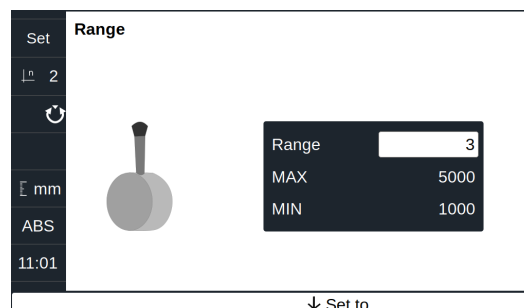 Range
Set
n 2
mm
ABS
11:01
Range 3
MAX 5000
MIN 1000
Set to